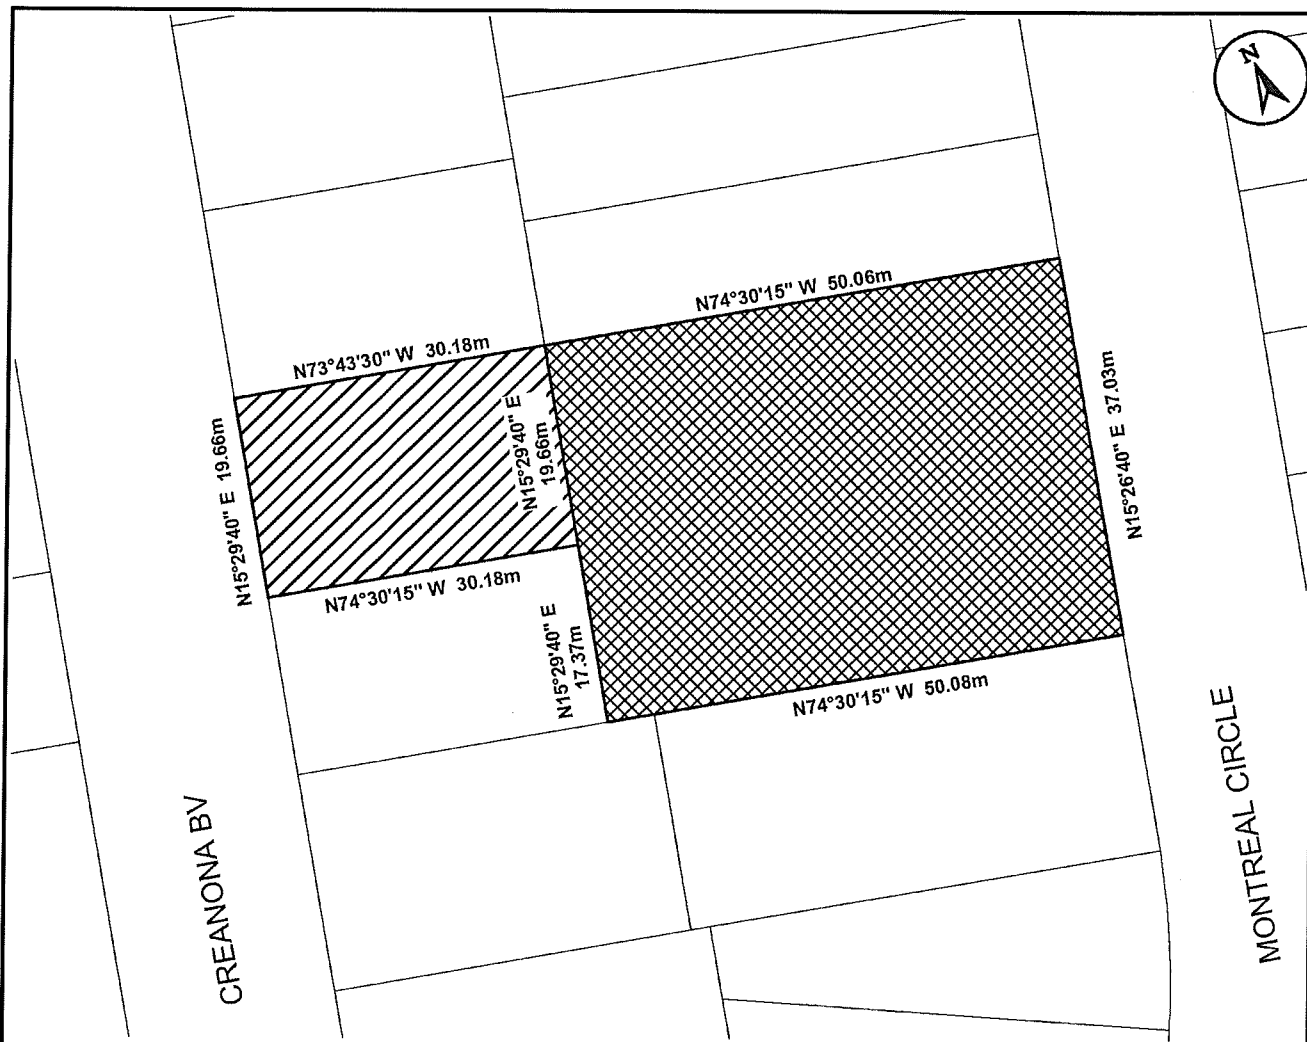 N
N74°30'15" W 50.06m
N73°43'30" W 30.18m
N15°29'40" E 19.66m
N15°29'40" E
19.66m
N15°26'40" E 37.03m
N74°30'15" W 30.18m
N15°29'40" E
17.37m
N74°30'15" W 50.08m
CREANONA BV
MONTREAL CIRCLE